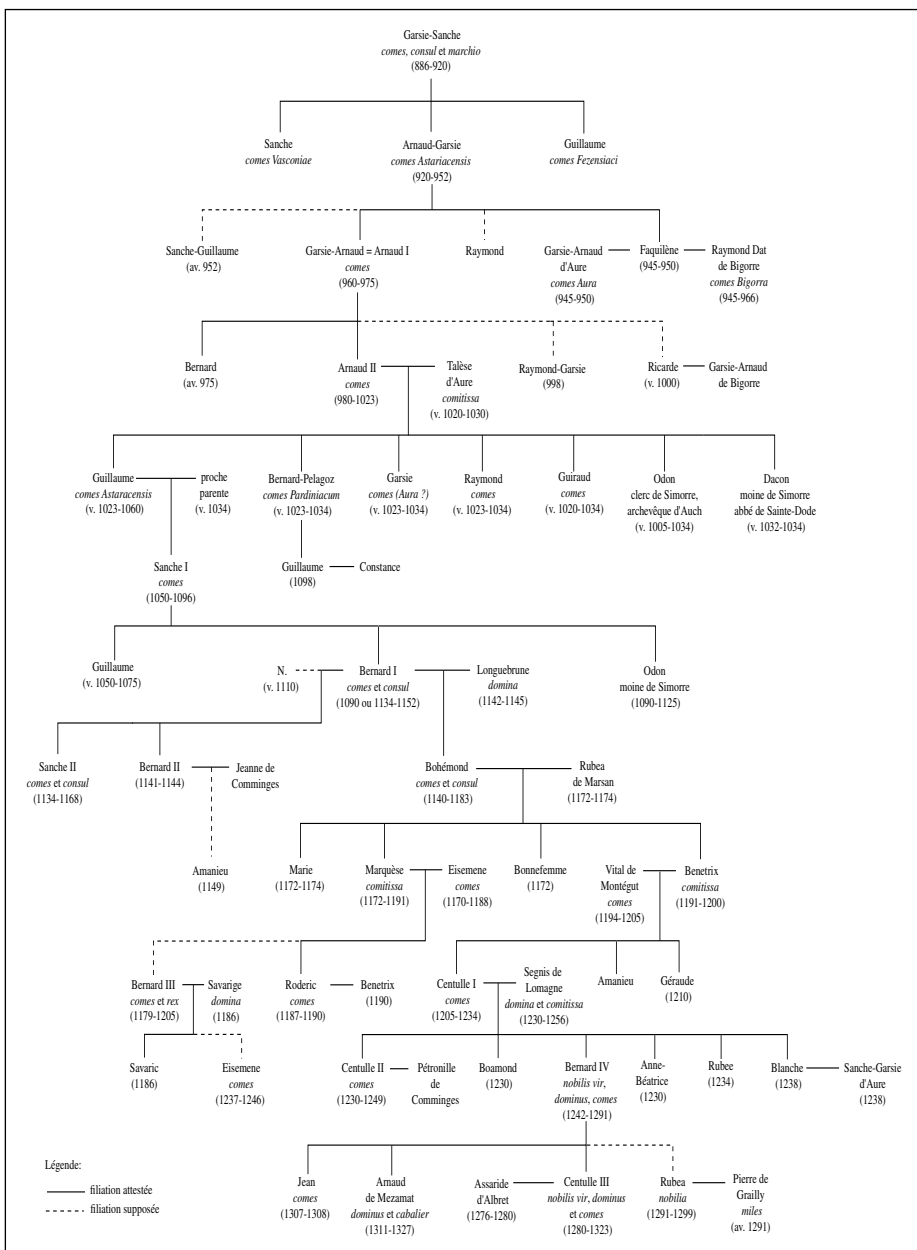 Garsie-Sanche
comes, consul et marchio
(886-920)
Sanche
comes Vasconiae
Arnaud-Garsie
comes Astariacensis
(920-952)
Guillaume
comes Fezensiaci
Sanche-Guillaume
(av. 952)
Garsie-Arnaud = Arnaud I
comes
(960-975)
Raymond
Garsie-Arnaud
d'Aure
comes Aura
(945-950)
Faquilène
(945-950)
Raymond Dat
de Bigorre
comes Bigorra
(945-966)
Bernard
(av. 975)
Arnaud II
comes
(980-1023)
Talèse
d'Aure
comitissa
(v. 1020-1030)
Raymond-Garsie
(998)
Ricarde
(v. 1000)
Garsie-Arnaud
de Bigorre
Guillaume
comes Astaracensis
(v. 1023-1060)
proche
parente
(v. 1034)
Bernard-Pelagoz
comes Pardiniacum
(v. 1023-1034)
Garsie
comes (Aura ?)
(v. 1023-1034)
Raymond
comes
(v. 1023-1034)
Guiraud
comes
(v. 1020-1034)
Odon
clerc de Simorre,
archevêque d'Auch
(v. 1005-1034)
Dacon
moine de Simorre
abbé de Sainte-Dode
(v. 1032-1034)
Sanche I
comes
(1050-1096)
Guillaume
(1098)
Constance
Guillaume
(v. 1050-1075)
N.
(v. 1110)
Bernard I
comes et consul
(1090 ou 1134-1152)
Longuebrune
domina
(1142-1145)
Odon
moine de Simorre
(1090-1125)
Sanche II
comes et consul
(1134-1168)
Bernard II
(1141-1144)
Jeanne de
Comminges
Bohémond
comes et consul
(1140-1183)
Rubea
de Marsan
(1172-1174)
Amanieu
(1149)
Marie
(1172-1174)
Marquèse
comitissa
(1172-1191)
Eisemene
comes
(1170-1188)
Bonnefemme
(1172)
Vital de
Montégut
comes
(1194-1205)
Benetrix
comitissa
(1191-1200)
Bernard III
comes et rex
(1179-1205)
Savarige
domina
(1186)
Roderic
comes
(1187-1190)
Benetrix
(1190)
Centulle I
comes
(1205-1234)
Segnis de
Lomagne
domina et comitissa
(1230-1256)
Amanieu
Géraude
(1210)
Savaric
(1186)
Eisemene
comes
(1237-1246)
Centulle II
comes
(1230-1249)
Pétronille
de
Comminges
Boamond
(1230)
Bernard IV
nobilis vir,
dominus, comes
(1242-1291)
Anne-
Béatrice
(1230)
Rubee
(1234)
Blanche
(1238)
Sanche-Garsie
d'Aure
(1238)
Légende:
filiation attestée
filiation supposée
Jean
comes
(1307-1308)
Arnaud
de Mezamat
dominus et cabalier
(1311-1327)
Assaride
d'Albret
(1276-1280)
Centulle III
nobilis vir, dominus
et comes
(1280-1323)
Rubea
nobilia
(1291-1299)
Pierre de
Grailly
miles
(av. 1291)